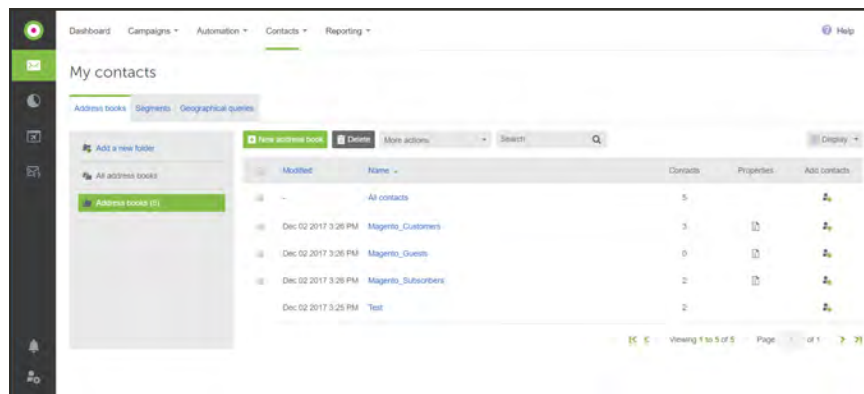 Dashboard Campaigns Automation Contacts Reporting Help
My contacts
Address books Segments Geographical queries
Add a new folder
All address books
Address books (5)
New address book Delete More actions Search Display
Modified Name Contacts Properties Add contacts
- All contacts 5
Dec 02 2017 3:26 PM Magento_Customers 3
Dec 02 2017 3:26 PM Magento_Guests 0
Dec 02 2017 3:26 PM Magento_Subscribers 2
Dec 02 2017 3:25 PM Test 2
Viewing 1 to 5 of 5 Page 1 of 1